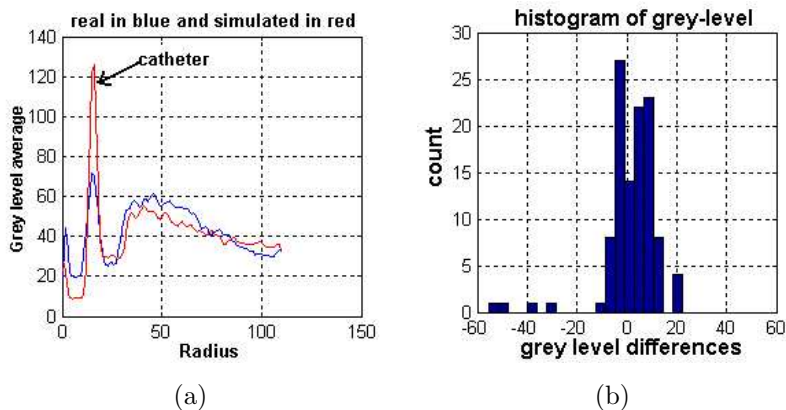 real in blue and simulated in red
140
120
100
80
60
40
20
0
Grey level average
catheter
0 50 100 150
Radius
(a)
histogram of grey-level
30
25
20
15
10
5
0
count
-60 -40 -20 0 20 40 60
grey level differences
(b)